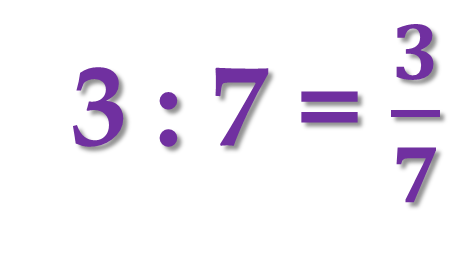 3 : 7 = 3/7